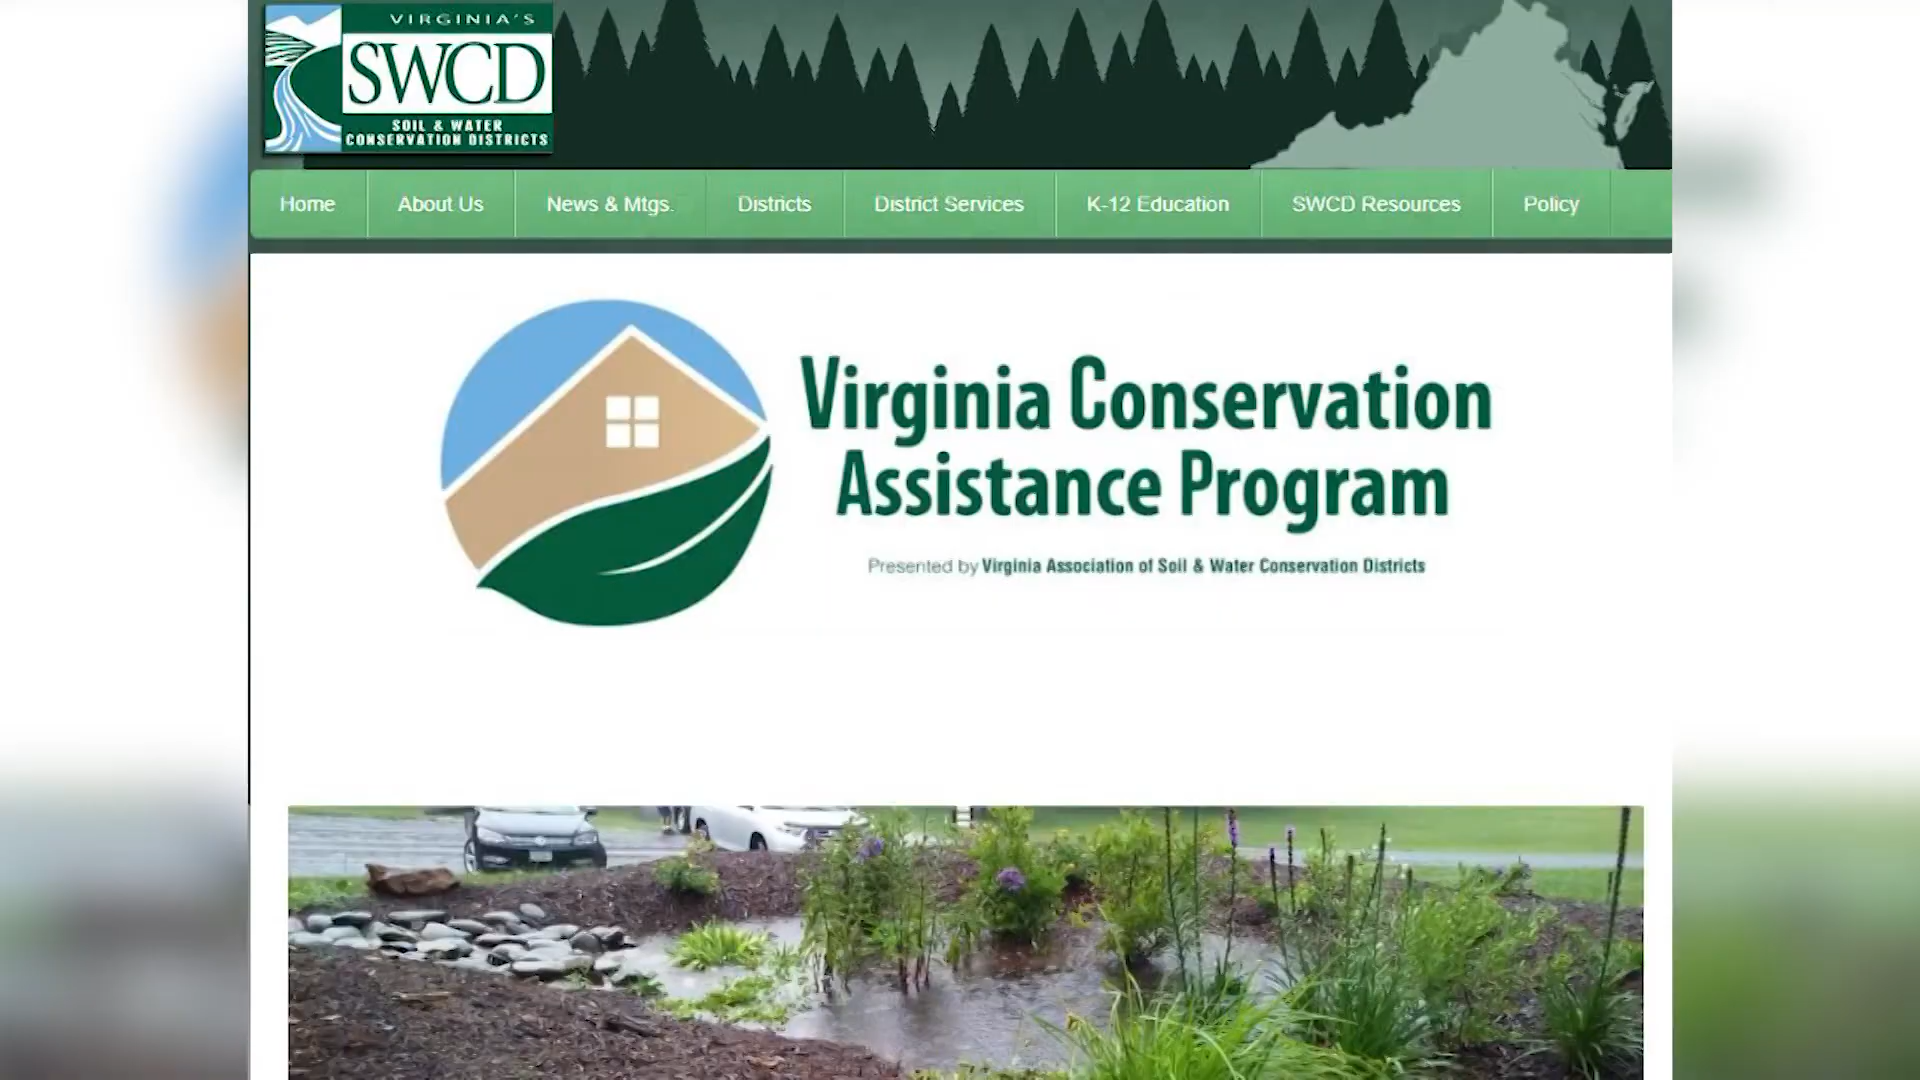 VIRGINIA'S
SWCD
SOIL & WATER
CONSERVATION DISTRICTS
Home About Us News & Mtgs. Districts District Services K-12 Education SWCD Resources Policy
Virginia Conservation
Assistance Program
Presented by Virginia Association of Soil & Water Conservation Districts